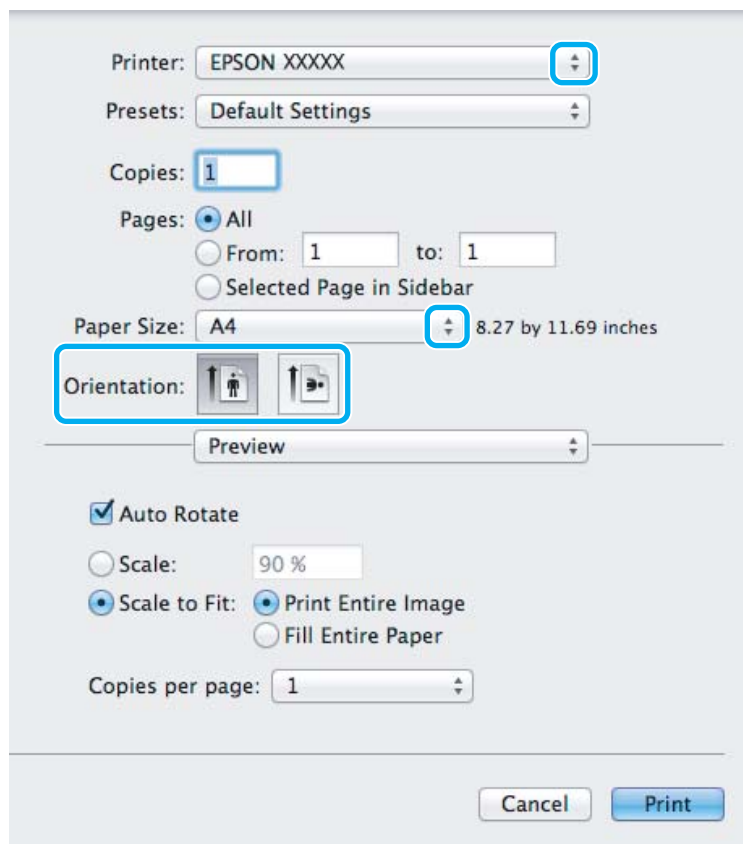 Printer: EPSON XXXXX
Presets: Default Settings
Copies: 1
Pages: All
From: 1 to: 1
Selected Page in Sidebar
Paper Size: A4 8.27 by 11.69 inches
Orientation:
Preview
Auto Rotate
Scale: 90 %
Scale to Fit: Print Entire Image
Fill Entire Paper
Copies per page: 1
Cancel Print